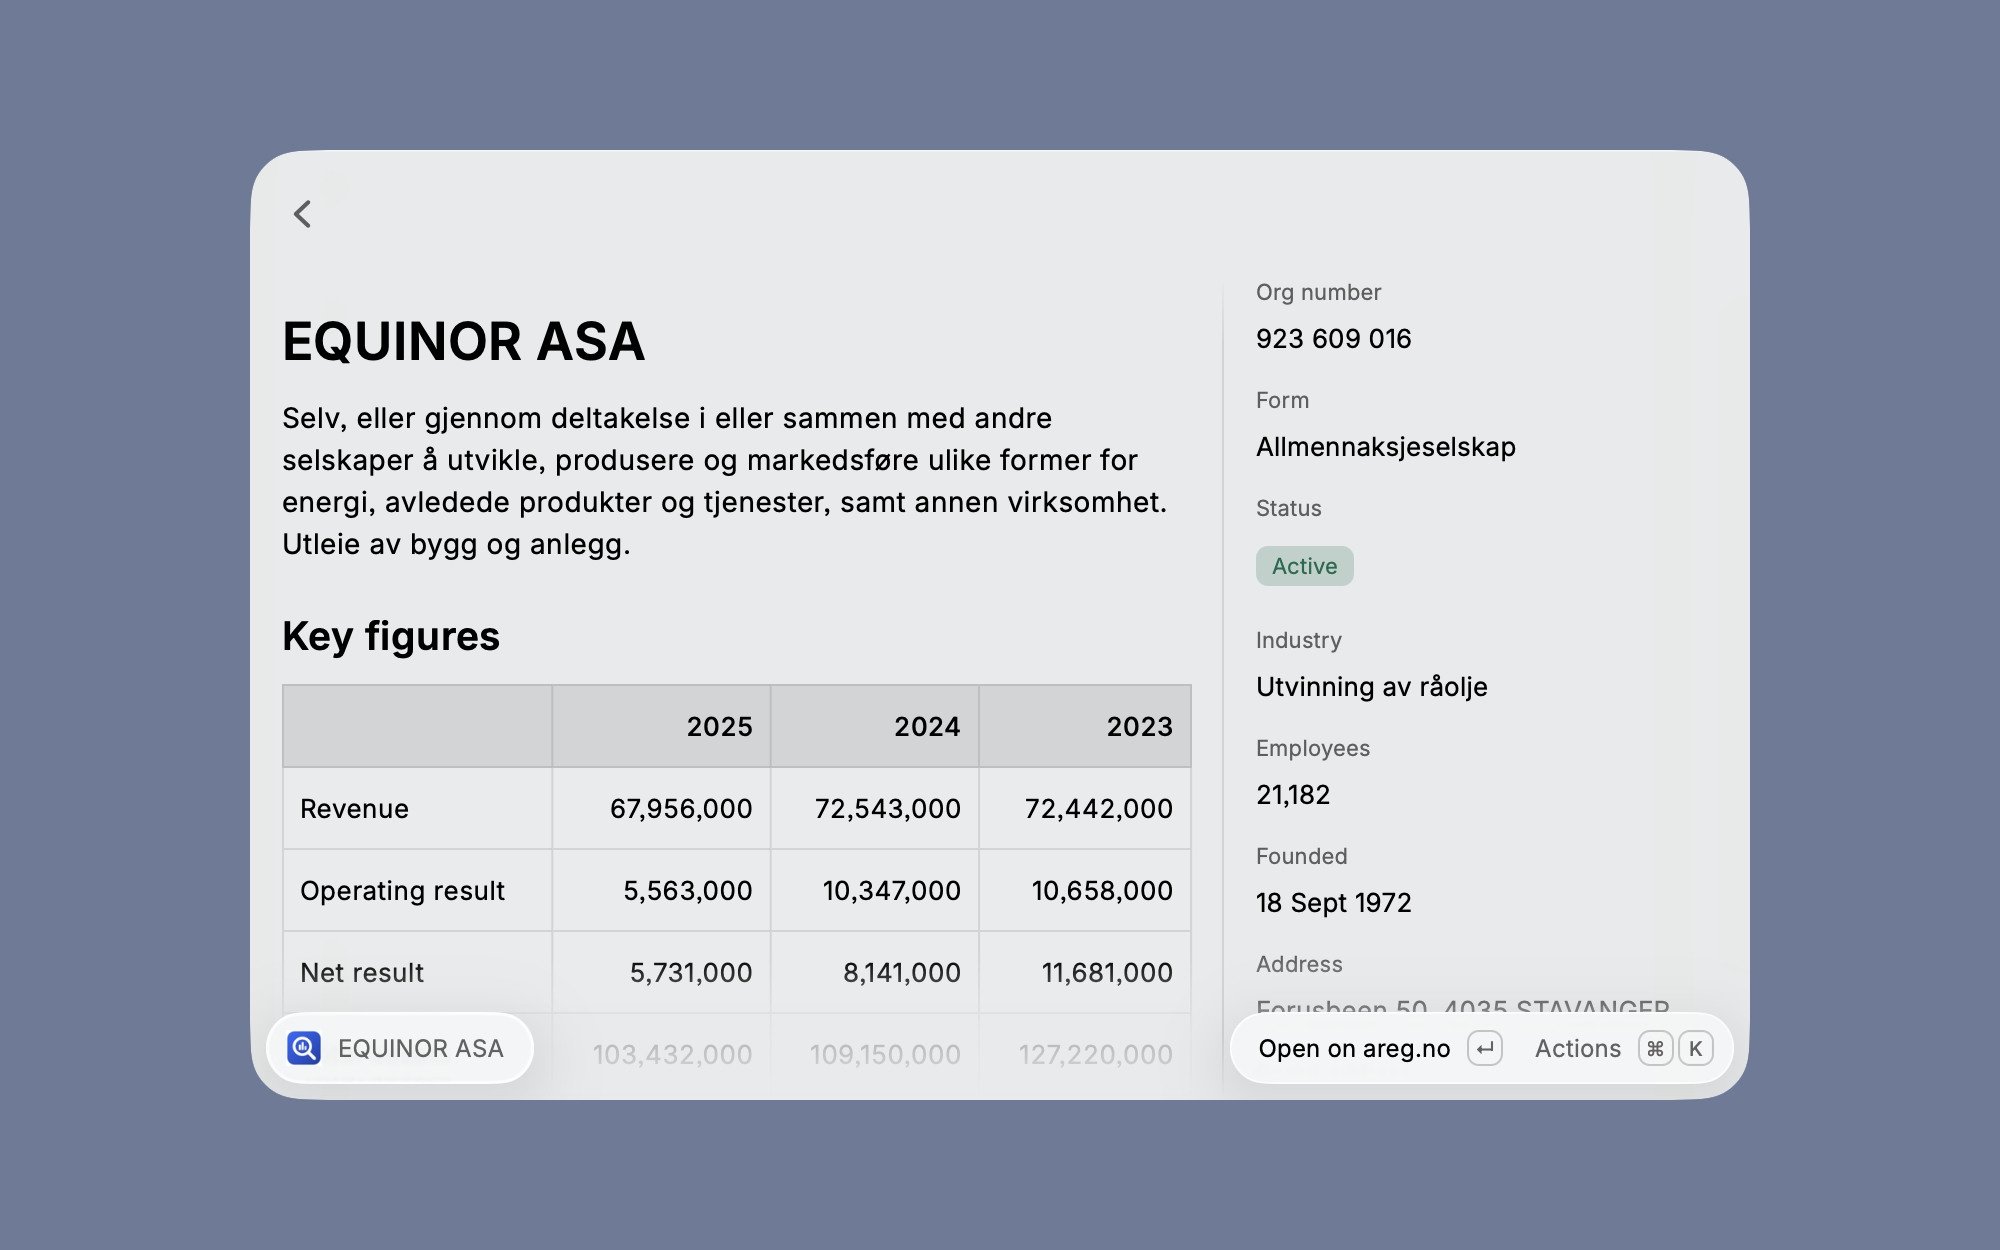 EQUINOR ASA
Selv, eller gjennom deltakelse i eller sammen med andre
selskaper å utvikle, produsere og markedsføre ulike former for
energi, avledede produkter og tjenester, samt annen virksomhet.
Utleie av bygg og anlegg.
Key figures
2025 2024 2023
Revenue 67,956,000 72,543,000 72,442,000
Operating result 5,563,000 10,347,000 10,658,000
Net result 5,731,000 8,141,000 11,681,000
103,432,000 109,150,000 127,220,000
Org number
923 609 016
Form
Allmennaksjeselskap
Status
Active
Industry
Utvinning av råolje
Employees
21,182
Founded
18 Sept 1972
Address
Forusbeen 50, 4035 STAVANGER
EQUINOR ASA
Open on areg.no ↵ Actions ⌘ K